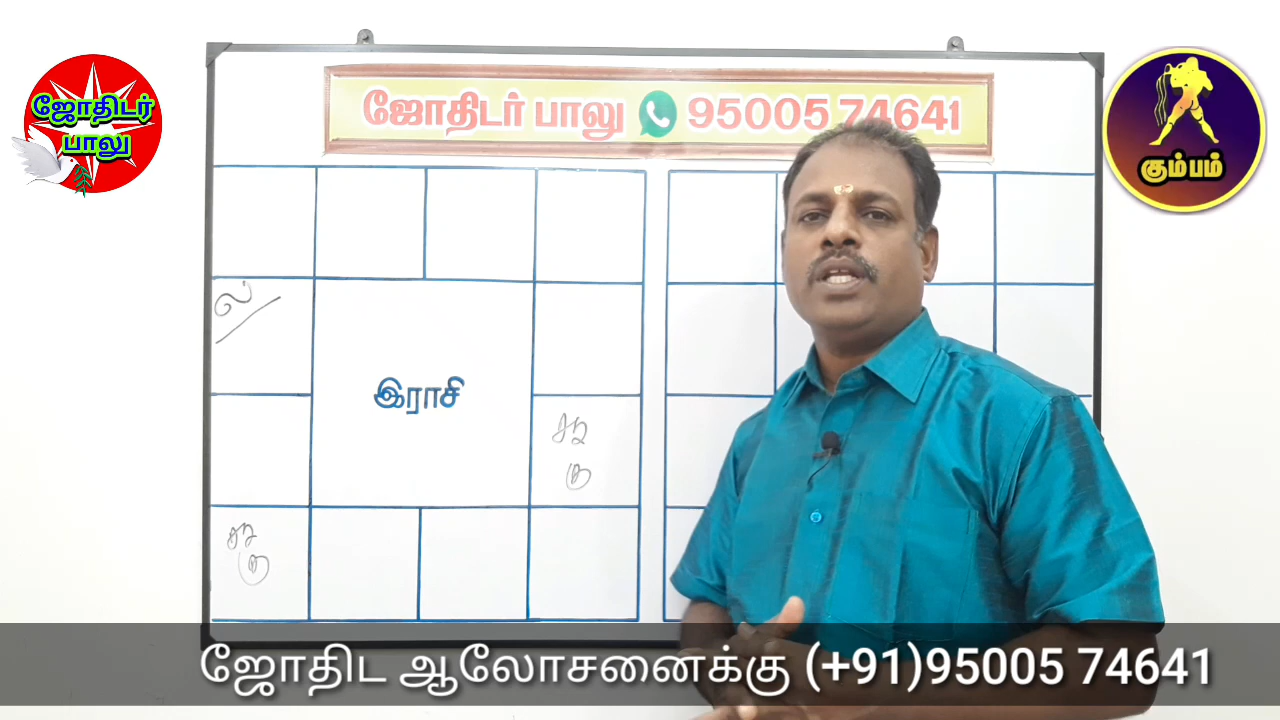 ஜோதிடர்
பாலு
ஜோதிடர் பாலு 95005 74641
கும்பம்
ல
இராசி
குரு
ஜோதிட ஆலோசனைக்கு (+91)95005 74641